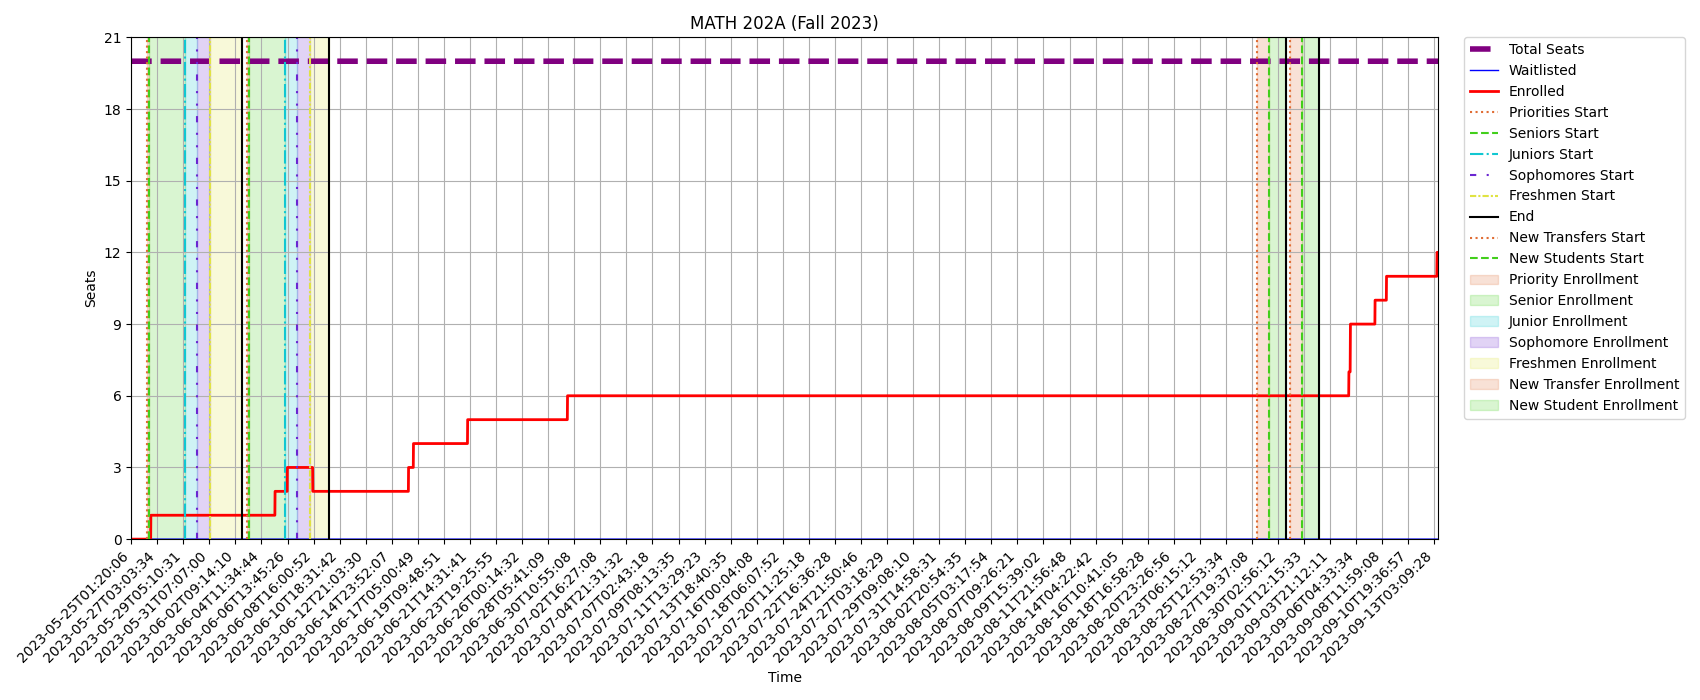 MATH 202A (Fall 2023)
Seats
21
18
15
12
9
6
3
0
2023-05-25T01:20:06
2023-05-27T03:03:34
2023-05-29T05:10:31
2023-05-31T07:07:00
2023-06-02T09:14:10
2023-06-04T11:34:44
2023-06-06T13:45:26
2023-06-08T16:00:52
2023-06-10T18:31:42
2023-06-12T21:03:30
2023-06-14T23:52:07
2023-06-17T05:00:49
2023-06-19T09:48:51
2023-06-21T14:31:41
2023-06-23T19:25:55
2023-06-26T00:14:32
2023-06-28T05:41:09
2023-06-30T10:55:08
2023-07-02T16:27:08
2023-07-04T21:31:32
2023-07-07T02:43:18
2023-07-09T08:13:35
2023-07-11T13:29:23
2023-07-13T18:40:35
2023-07-16T00:04:08
2023-07-18T06:07:52
2023-07-20T11:25:18
2023-07-22T16:36:28
2023-07-24T21:50:46
2023-07-27T03:18:29
2023-07-29T09:08:10
2023-07-31T14:58:31
2023-08-02T20:54:35
2023-08-05T03:17:54
2023-08-07T09:26:21
2023-08-09T15:39:02
2023-08-11T21:56:48
2023-08-14T04:22:42
2023-08-16T10:41:05
2023-08-18T16:58:28
2023-08-20T23:26:56
2023-08-23T06:15:12
2023-08-25T12:53:34
2023-08-27T19:37:08
2023-08-30T02:56:12
2023-09-01T12:15:33
2023-09-03T21:12:11
2023-09-06T04:33:34
2023-09-08T11:59:08
2023-09-10T19:36:57
2023-09-13T03:09:28
Time
Total Seats
Waitlisted
Enrolled
Priorities Start
Seniors Start
Juniors Start
Sophomores Start
Freshmen Start
End
New Transfers Start
New Students Start
Priority Enrollment
Senior Enrollment
Junior Enrollment
Sophomore Enrollment
Freshmen Enrollment
New Transfer Enrollment
New Student Enrollment